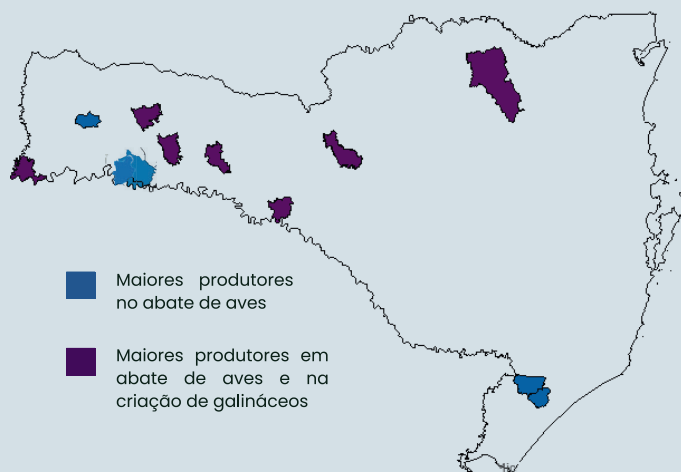 Maiores produtores
no abate de aves
Maiores produtores em
abate de aves e na
criação de galináceos